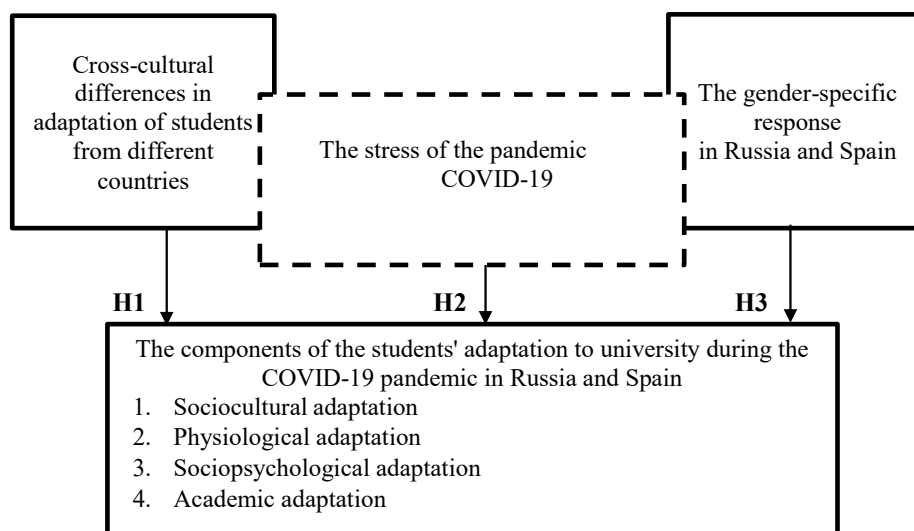 Cross-cultural
differences in
adaptation of students
from different
countries
The stress of the pandemic
COVID-19
The gender-specific
response
in Russia and Spain
H1
H2
H3
The components of the students' adaptation to university during the
COVID-19 pandemic in Russia and Spain
1. Sociocultural adaptation
2. Physiological adaptation
3. Sociopsychological adaptation
4. Academic adaptation